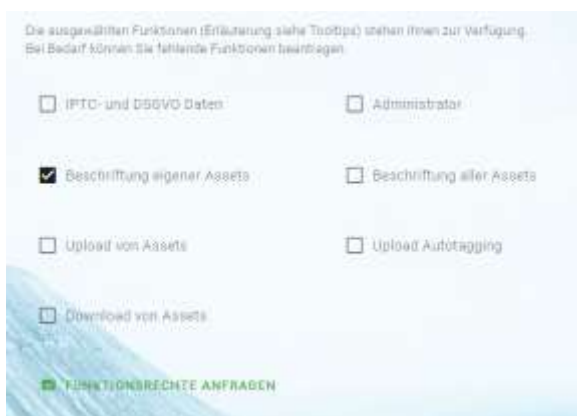 Die ausgewählten Funktionen (Erläuterung siehe Tooltips) stehen Ihnen zur Verfügung.
Bei Bedarf können Sie fehlende Funktionen beantragen.
IPTC- und DSGVO Daten
Administrator
Beschriftung eigener Assets
Beschriftung aller Assets
Upload von Assets
Upload Autotagging
Download von Assets
FUNKTIONSRECHTE ANFRAGEN